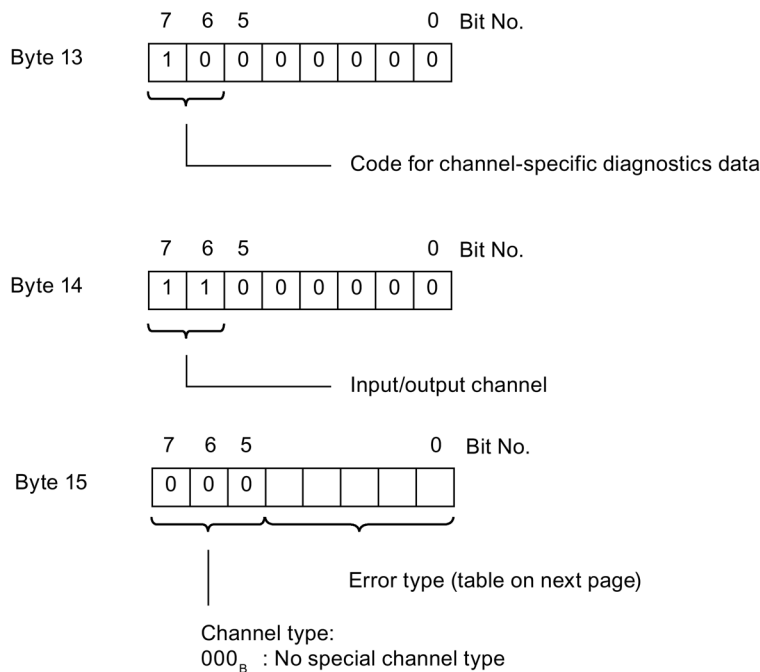 7 6 5 0 Bit No.
Byte 13 1 0 0 0 0 0 0 0
Code for channel-specific diagnostics data
7 6 5 0 Bit No.
Byte 14 1 1 0 0 0 0 0 0
Input/output channel
7 6 5 0 Bit No.
Byte 15 0 0 0
Error type (table on next page)
Channel type:
000B : No special channel type